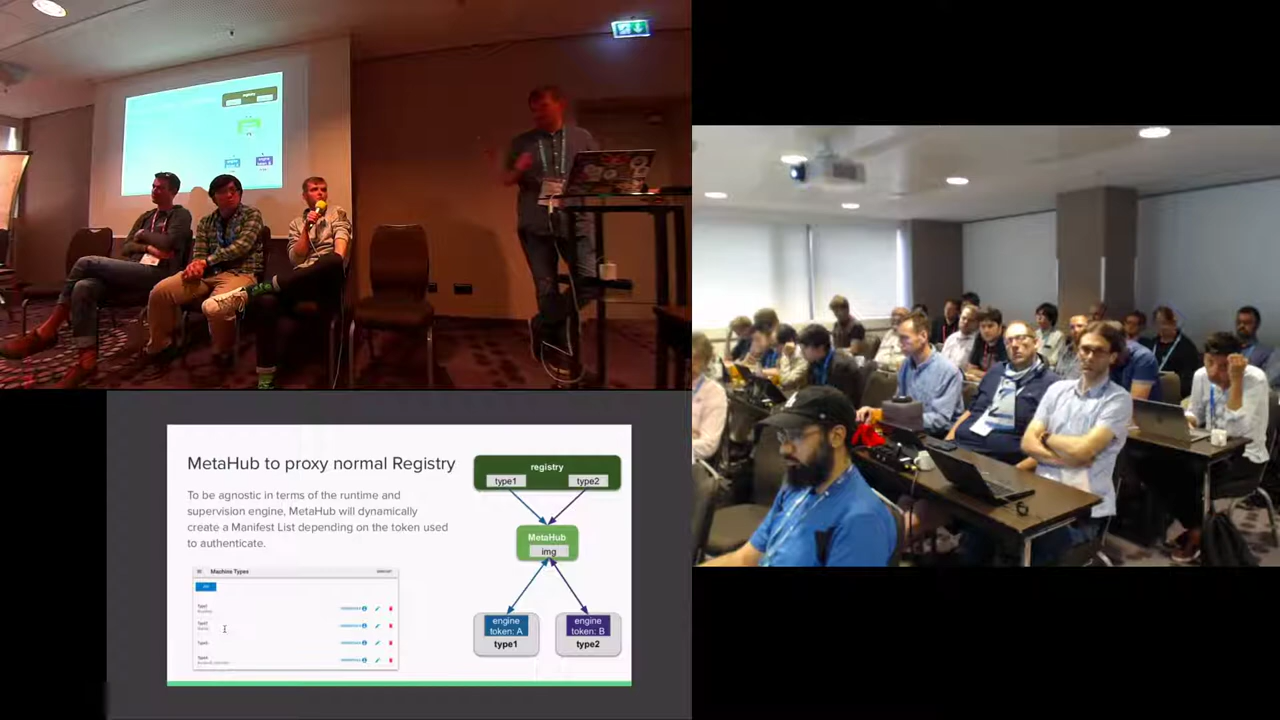 registry
MetaHub to proxy normal Registry
To be agnostic in terms of the runtime and
supervision engine, MetaHub will dynamically
create a Manifest List depending on the token used
to authenticate.
Machine Types
registry
type1
type2
MetaHub
img
engine
token: A
type1
engine
token: B
type2